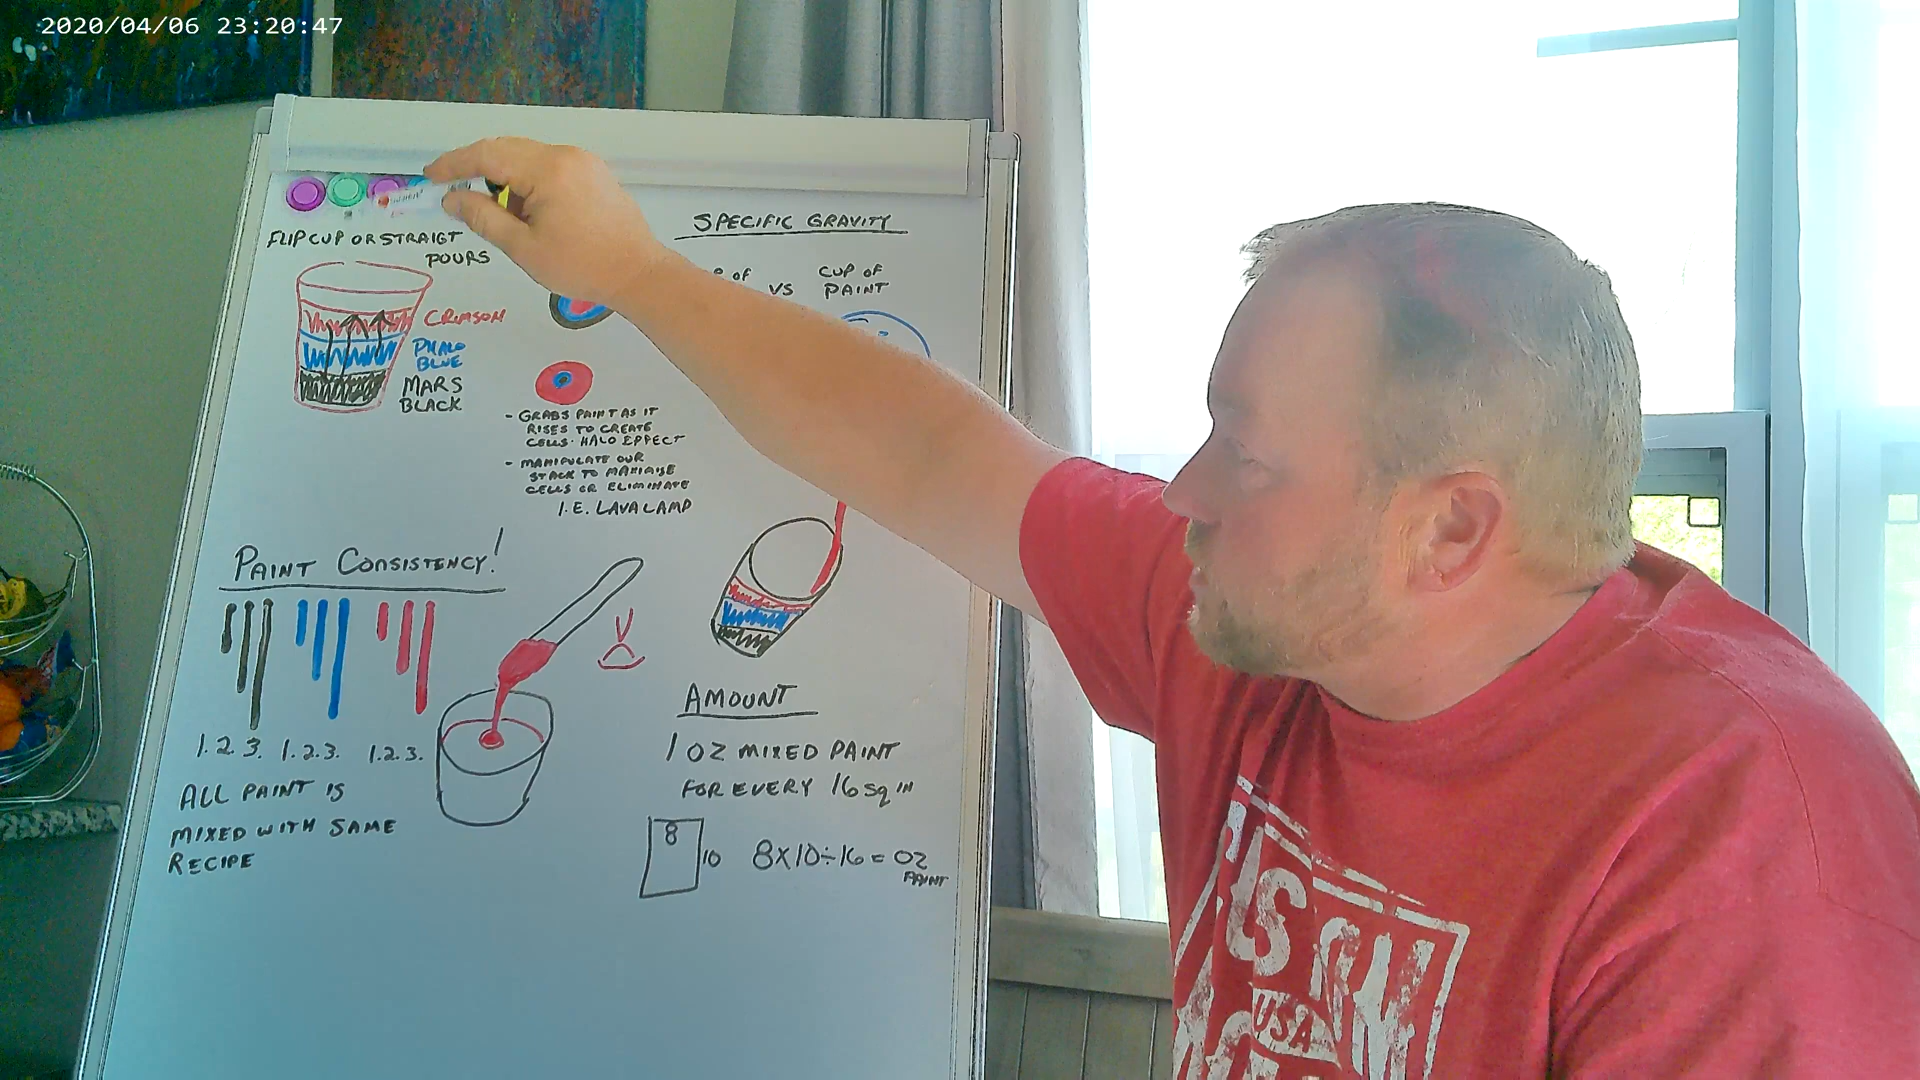 2020/04/06 23:20:47
FLIP CUP OR STRAIGT
POURS
CRIMSON
PHALO
BLUE
MARS
BLACK
- GRABS PAINT AS IT
RISES TO CREATE
CELLS. HALO EFFECT
- MANIPULATE OUR
STACK TO MAXIMISE
CELLS OR ELIMINATE
I.E. LAVALAMP
SPECIFIC GRAVITY
OF
VS
CUP OF
PAINT
PAINT CONSISTENCY!
1. 2. 3. 1. 2. 3. 1. 2. 3.
ALL PAINT IS
MIXED WITH SAME
RECIPE
AMOUNT
1 OZ MIXED PAINT
FOR EVERY 16 SQ IN
8
10
8X10÷16 = OZ
PAINT
USA